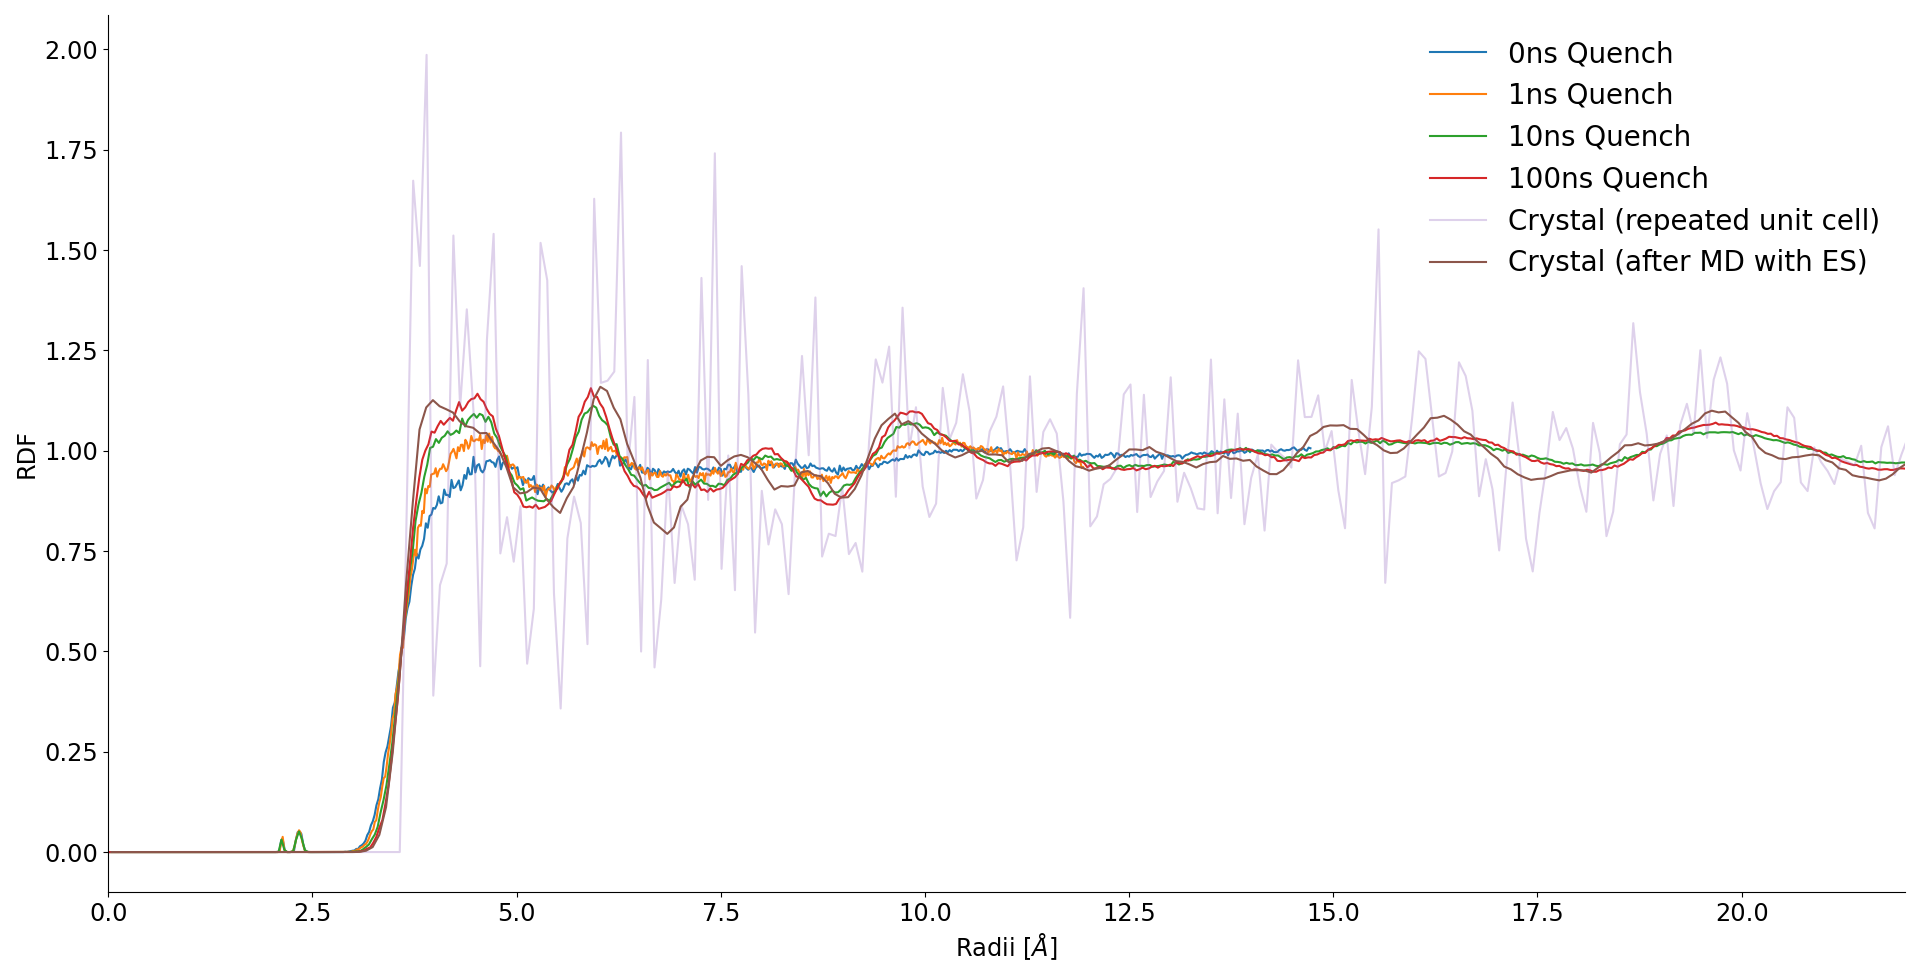 2.00
1.75
1.50
1.25
1.00
0.75
0.50
0.25
0.00
RDF
0.0 2.5 5.0 7.5 10.0 12.5 15.0 17.5 20.0
Radii [Å]
0ns Quench
1ns Quench
10ns Quench
100ns Quench
Crystal (repeated unit cell)
Crystal (after MD with ES)